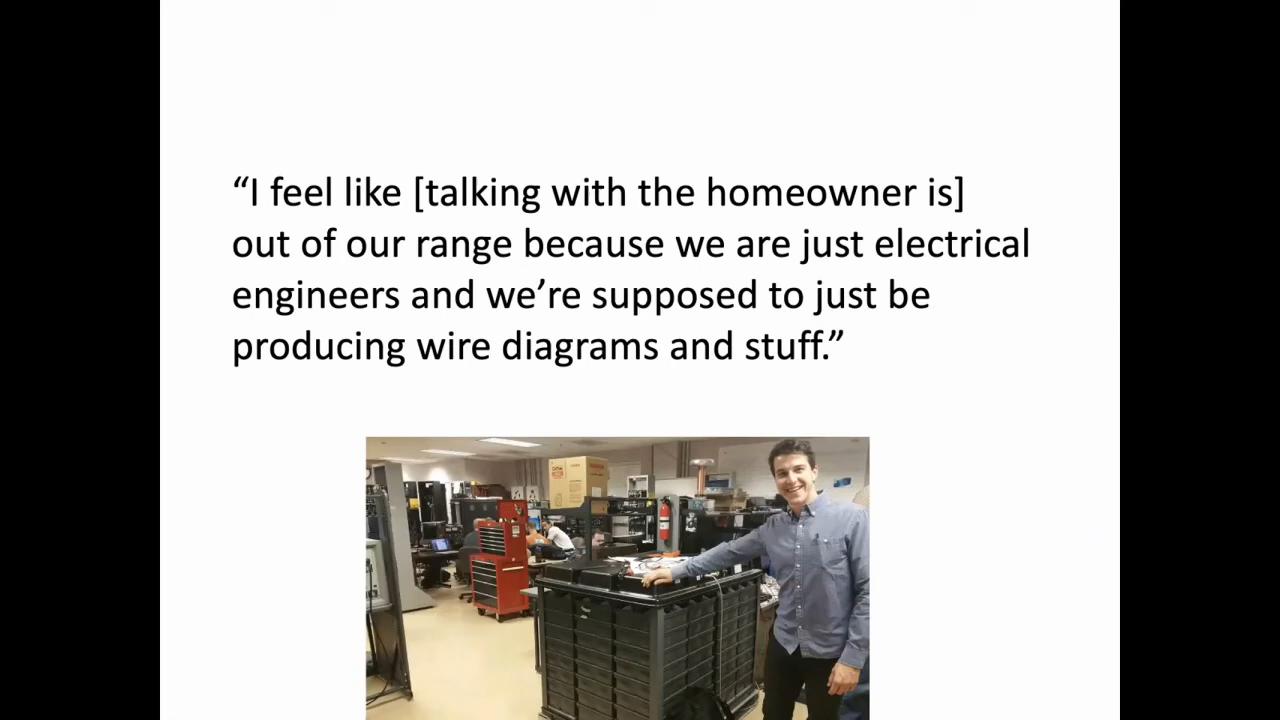 “I feel like [talking with the homeowner is]
out of our range because we are just electrical
engineers and we’re supposed to just be
producing wire diagrams and stuff.”